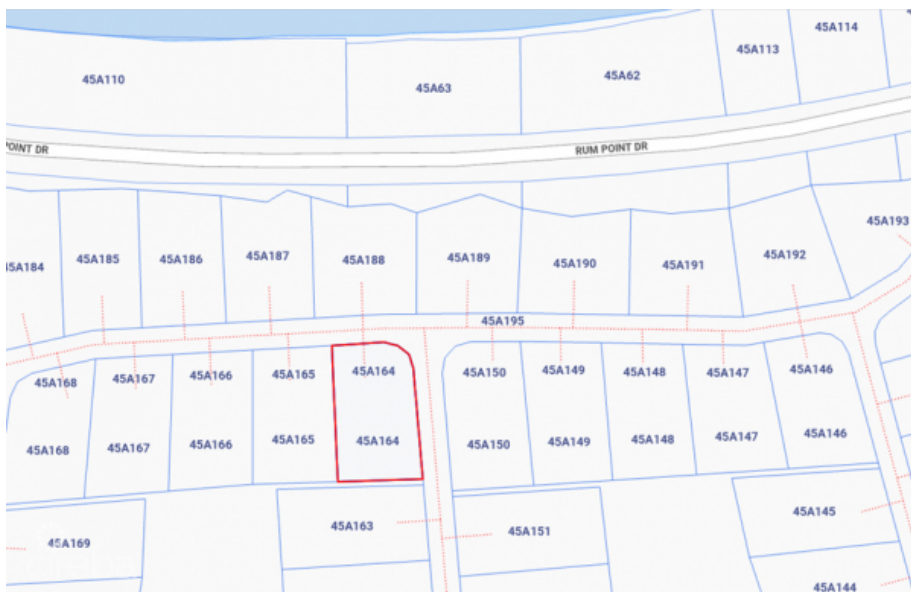 45A114
45A113
45A110
45A63
45A62
POINT DR
RUM POINT DR
45A193
45A184
45A185
45A186
45A187
45A188
45A189
45A190
45A191
45A192
45A195
45A168
45A167
45A166
45A165
45A164
45A150
45A149
45A148
45A147
45A146
45A168
45A167
45A166
45A165
45A164
45A150
45A149
45A148
45A147
45A146
45A169
45A163
45A151
45A145
45A144